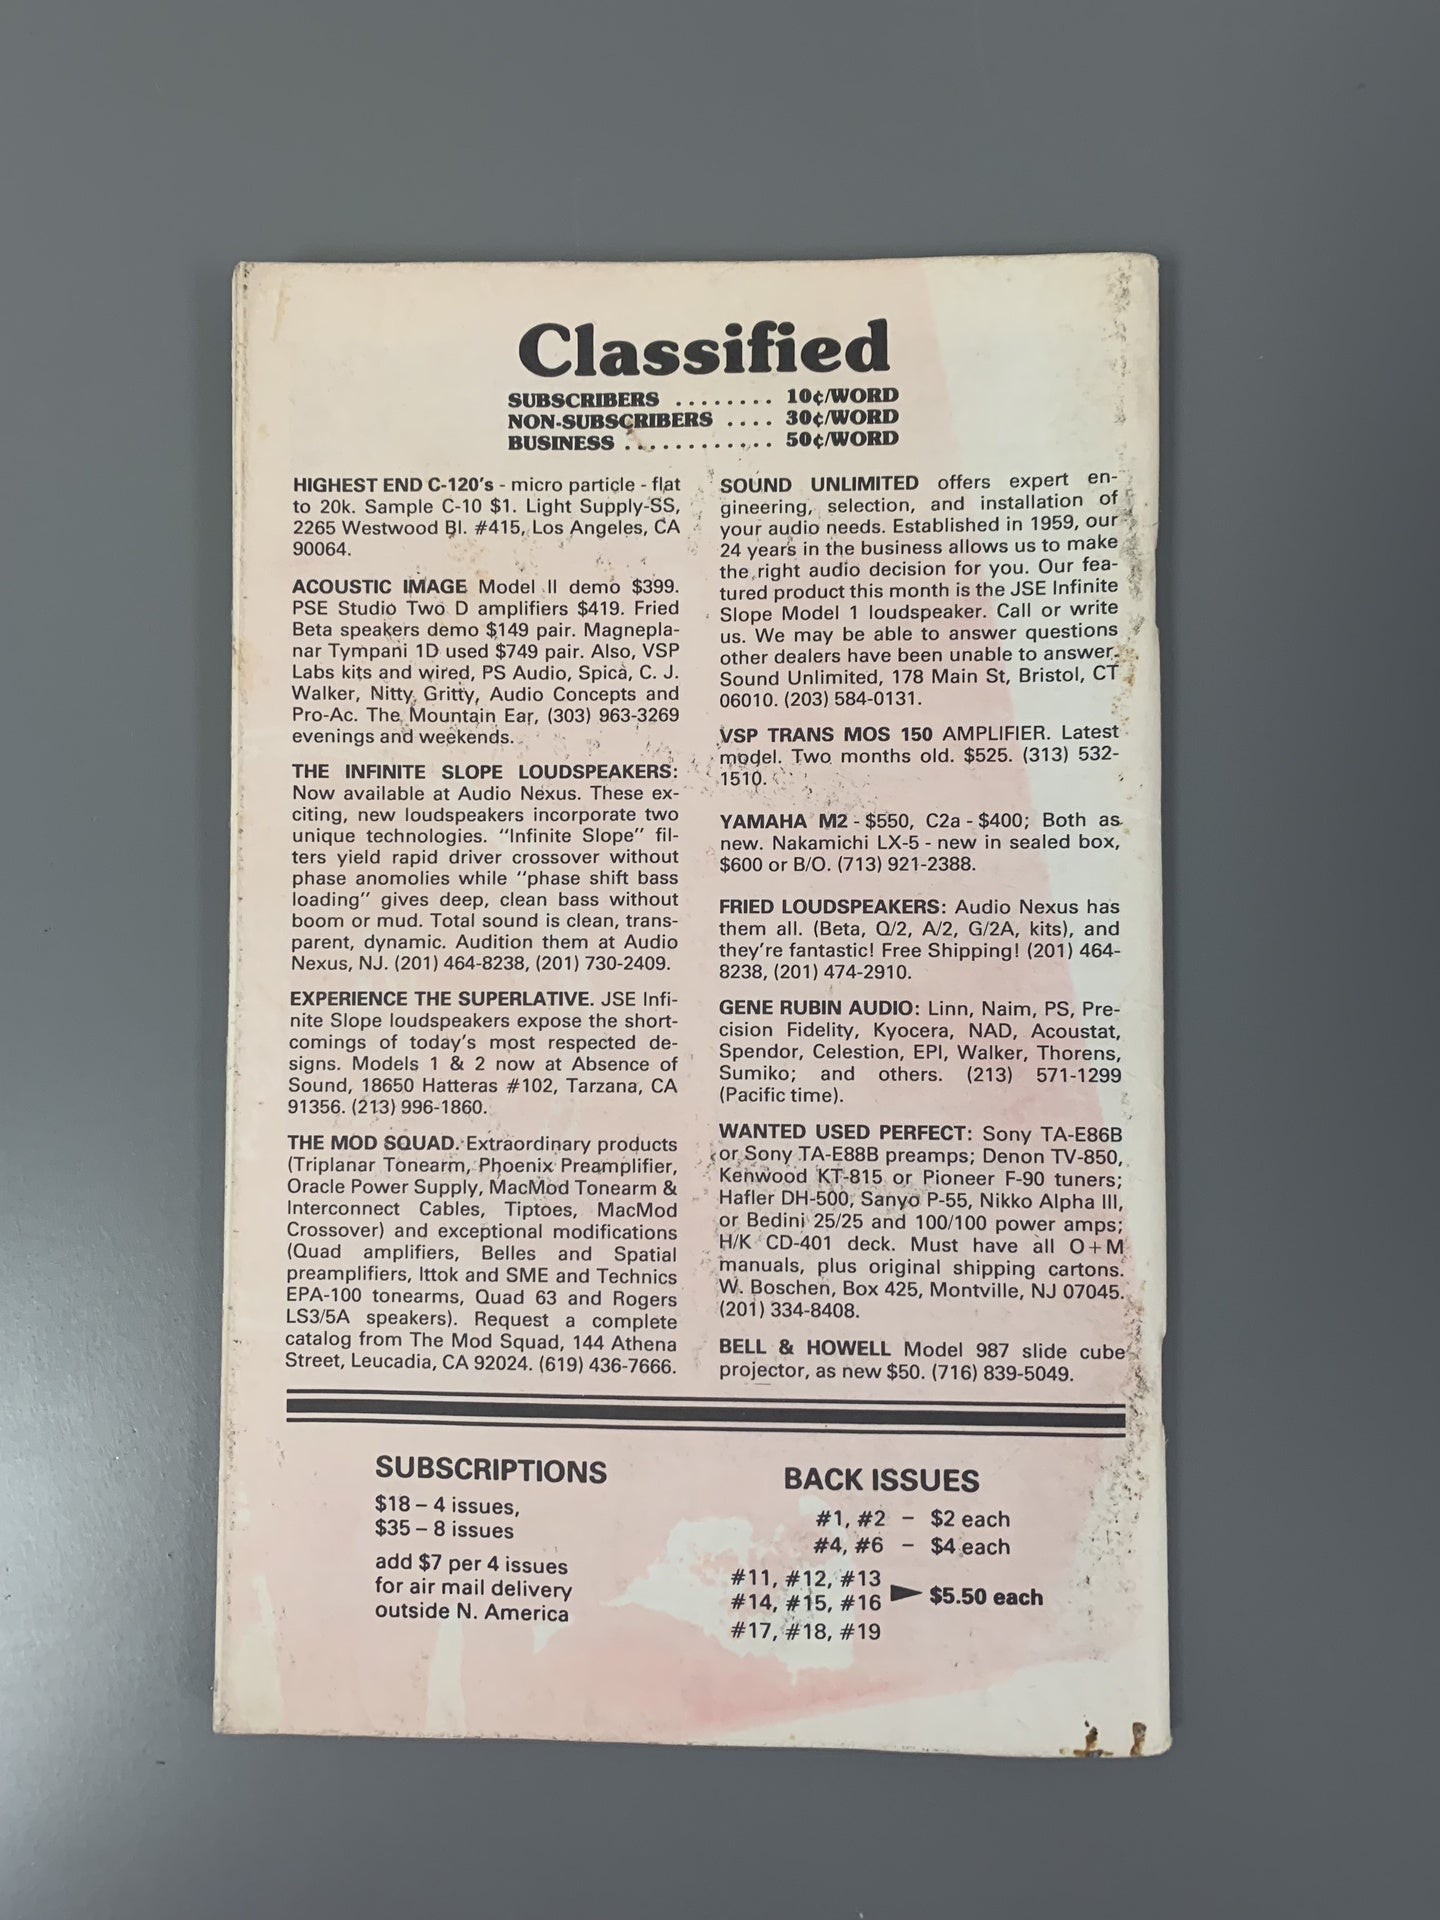 Classified
SUBSCRIBERS ........ 10¢/WORD
NON-SUBSCRIBERS .... 30¢/WORD
BUSINESS ............ 50¢/WORD
HIGHEST END C-120's - micro particle - flat
to 20k. Sample C-10 $1. Light Supply-SS,
2265 Westwood Bl. #415, Los Angeles, CA
90064.
ACOUSTIC IMAGE Model II demo $399.
PSE Studio Two D amplifiers $419. Fried
Beta speakers demo $149 pair. Magnepla-
nar Tympani 1D used $749 pair. Also, VSP
Labs kits and wired, PS Audio, Spica, C. J.
Walker, Nitty Gritty, Audio Concepts and
Pro-Ac. The Mountain Ear, (303) 963-3269
evenings and weekends.
THE INFINITE SLOPE LOUDSPEAKERS:
Now available at Audio Nexus. These ex-
citing, new loudspeakers incorporate two
unique technologies. "Infinite Slope" fil-
ters yield rapid driver crossover without
phase anomolies while "phase shift bass
loading" gives deep, clean bass without
boom or mud. Total sound is clean, trans-
parent, dynamic. Audition them at Audio
Nexus, NJ. (201) 464-8238, (201) 730-2409.
EXPERIENCE THE SUPERLATIVE. JSE Infi-
nite Slope loudspeakers expose the short-
comings of today's most respected de-
signs. Models 1 & 2 now at Absence of
Sound, 18650 Hatteras #102, Tarzana, CA
91356. (213) 996-1860.
THE MOD SQUAD. Extraordinary products
(Triplanar Tonearm, Phoenix Preamplifier,
Oracle Power Supply, MacMod Tonearm &
Interconnect Cables, Tiptoes, MacMod
Crossover) and exceptional modifications
(Quad amplifiers, Belles and Spatial
preamplifiers, Ittok and SME and Technics
EPA-100 tonearms, Quad 63 and Rogers
LS3/5A speakers). Request a complete
catalog from The Mod Squad, 144 Athena
Street, Leucadia, CA 92024. (619) 436-7666.
SOUND UNLIMITED offers expert en-
gineering, selection, and installation of
your audio needs. Established in 1959, our
24 years in the business allows us to make
the right audio decision for you. Our fea-
tured product this month is the JSE Infinite
Slope Model 1 loudspeaker. Call or write
us. We may be able to answer questions
other dealers have been unable to answer.
Sound Unlimited, 178 Main St, Bristol, CT
06010. (203) 584-0131.
VSP TRANS MOS 150 AMPLIFIER. Latest
model. Two months old. $525. (313) 532-
1510.
YAMAHA M2 - $550, C2a - $400; Both as
new. Nakamichi LX-5 - new in sealed box,
$600 or B/O. (713) 921-2388.
FRIED LOUDSPEAKERS: Audio Nexus has
them all. (Beta, Q/2, A/2, G/2A, kits), and
they're fantastic! Free Shipping! (201) 464-
8238, (201) 474-2910.
GENE RUBIN AUDIO: Linn, Naim, PS, Pre-
cision Fidelity, Kyocera, NAD, Acoustat,
Spendor, Celestion, EPI, Walker, Thorens,
Sumiko; and others. (213) 571-1299
(Pacific time).
WANTED USED PERFECT: Sony TA-E86B
or Sony TA-E88B preamps; Denon TV-850,
Kenwood KT-815 or Pioneer F-90 tuners;
Hafler DH-500, Sanyo P-55, Nikko Alpha III,
or Bedini 25/25 and 100/100 power amps;
H/K CD-401 deck. Must have all O+M
manuals, plus original shipping cartons.
W. Boschen, Box 425, Montville, NJ 07045.
(201) 334-8408.
BELL & HOWELL Model 987 slide cube
projector, as new $50. (716) 839-5049.
SUBSCRIPTIONS
$18 – 4 issues,
$35 – 8 issues
add $7 per 4 issues
for air mail delivery
outside N. America
BACK ISSUES
#1, #2 – $2 each
#4, #6 – $4 each
#11, #12, #13
#14, #15, #16 $5.50 each
#17, #18, #19